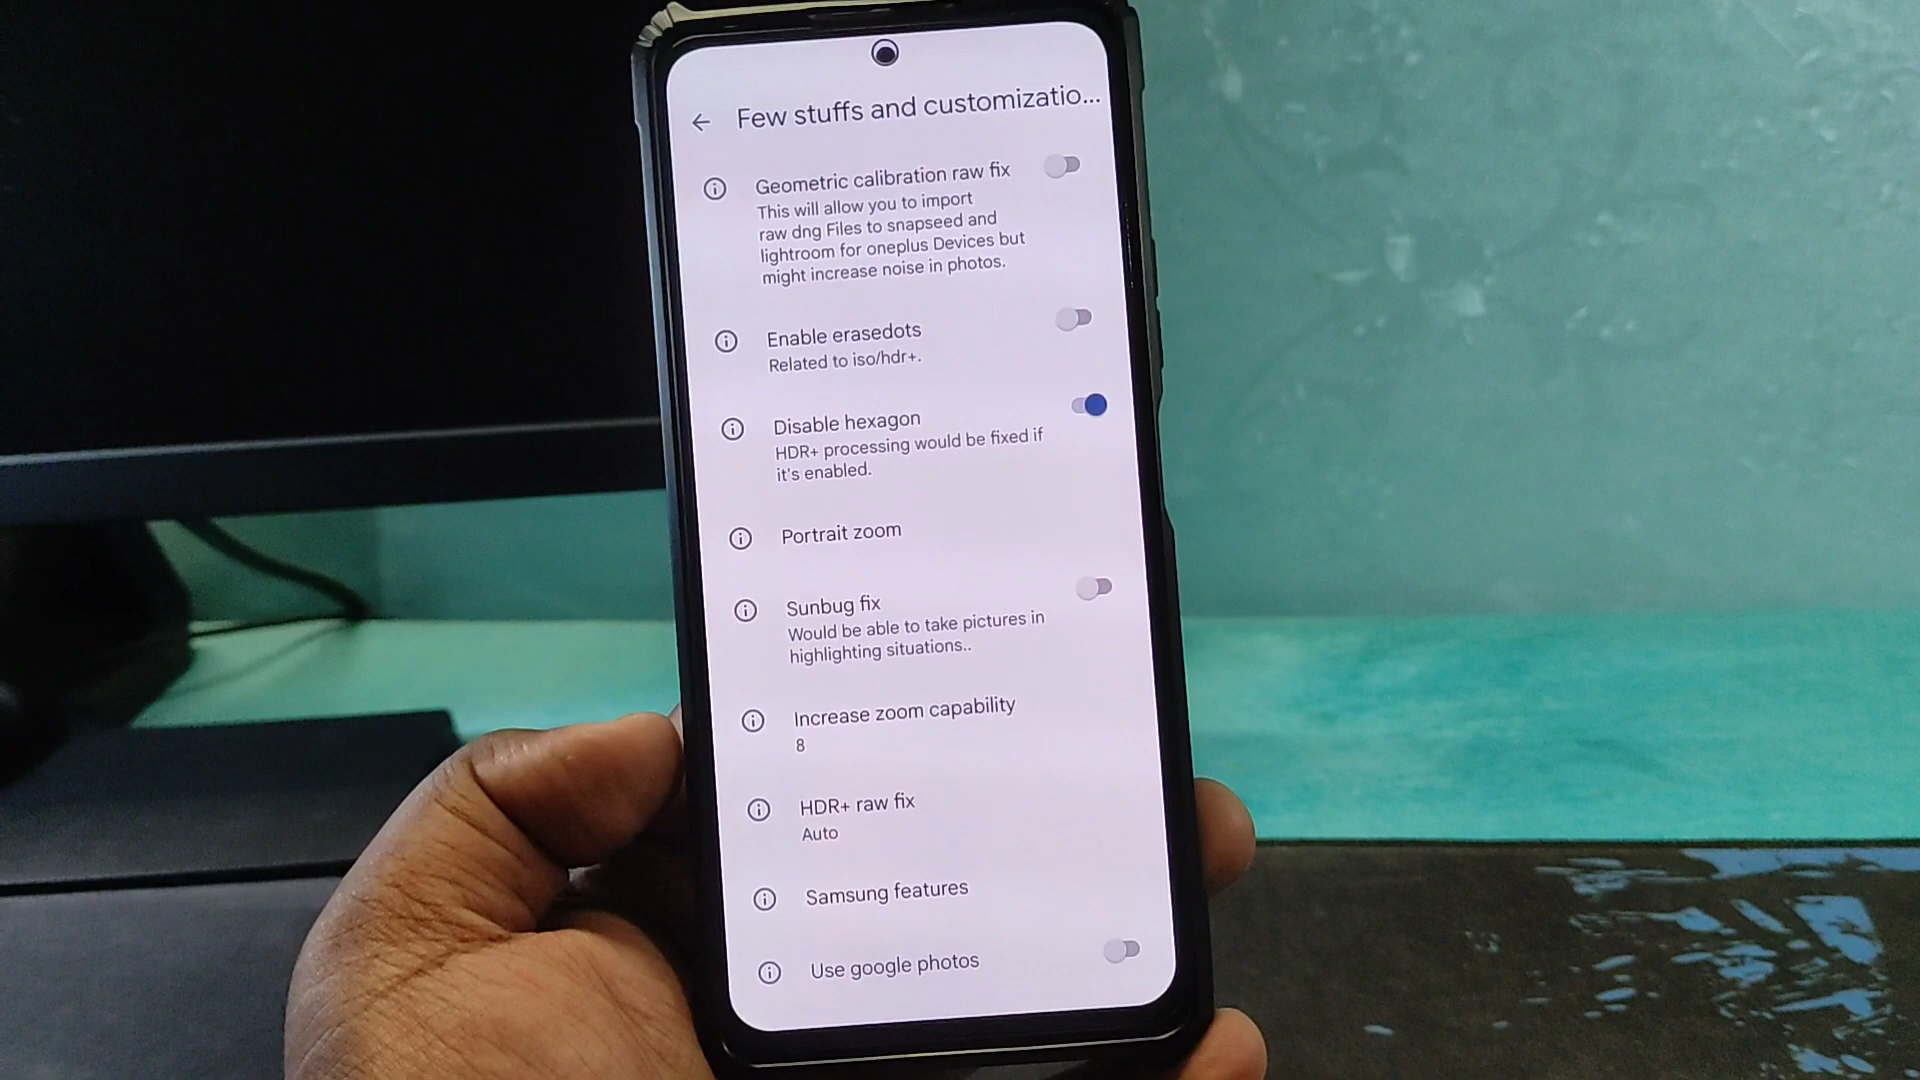 Few stuffs and customizatio...
Geometric calibration raw fix
This will allow you to import
raw dng Files to snapseed and
lightroom for oneplus Devices but
might increase noise in photos.
Enable erasedots
Related to iso/hdr+.
Disable hexagon
HDR+ processing would be fixed if
it's enabled.
Portrait zoom
Sunbug fix
Would be able to take pictures in
highlighting situations..
Increase zoom capability
8
HDR+ raw fix
Auto
Samsung features
Use google photos